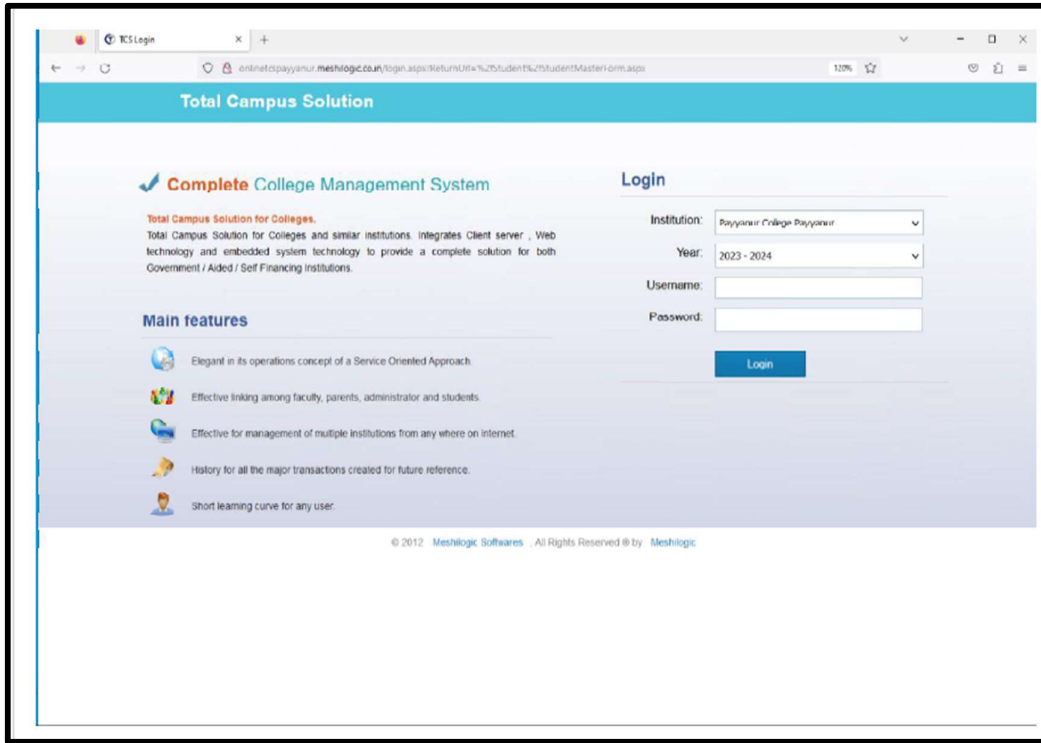 TCS Login
onlinetcspayyanur.meshilogic.co.in/login.aspx?ReturnUrl=%2fStudent%2fStudentMasterForm.aspx
120%
Total Campus Solution
Complete College Management System
Total Campus Solution for Colleges.
Total Campus Solution for Colleges and similar institutions. Integrates Client server , Web
technology and embedded system technology to provide a complete solution for both
Government / Aided / Self Financing Institutions.
Main features
Elegant in its operations concept of a Service Oriented Approach.
Effective linking among faculty, parents, administrator and students.
Effective for management of multiple institutions from any where on internet.
History for all the major transactions created for future reference.
Short learning curve for any user.
Login
Institution: Payyanur College Payyanur
Year: 2023 - 2024
Username:
Password:
Login
© 2012 Meshilogic Softwares , All Rights Reserved ® by Meshilogic